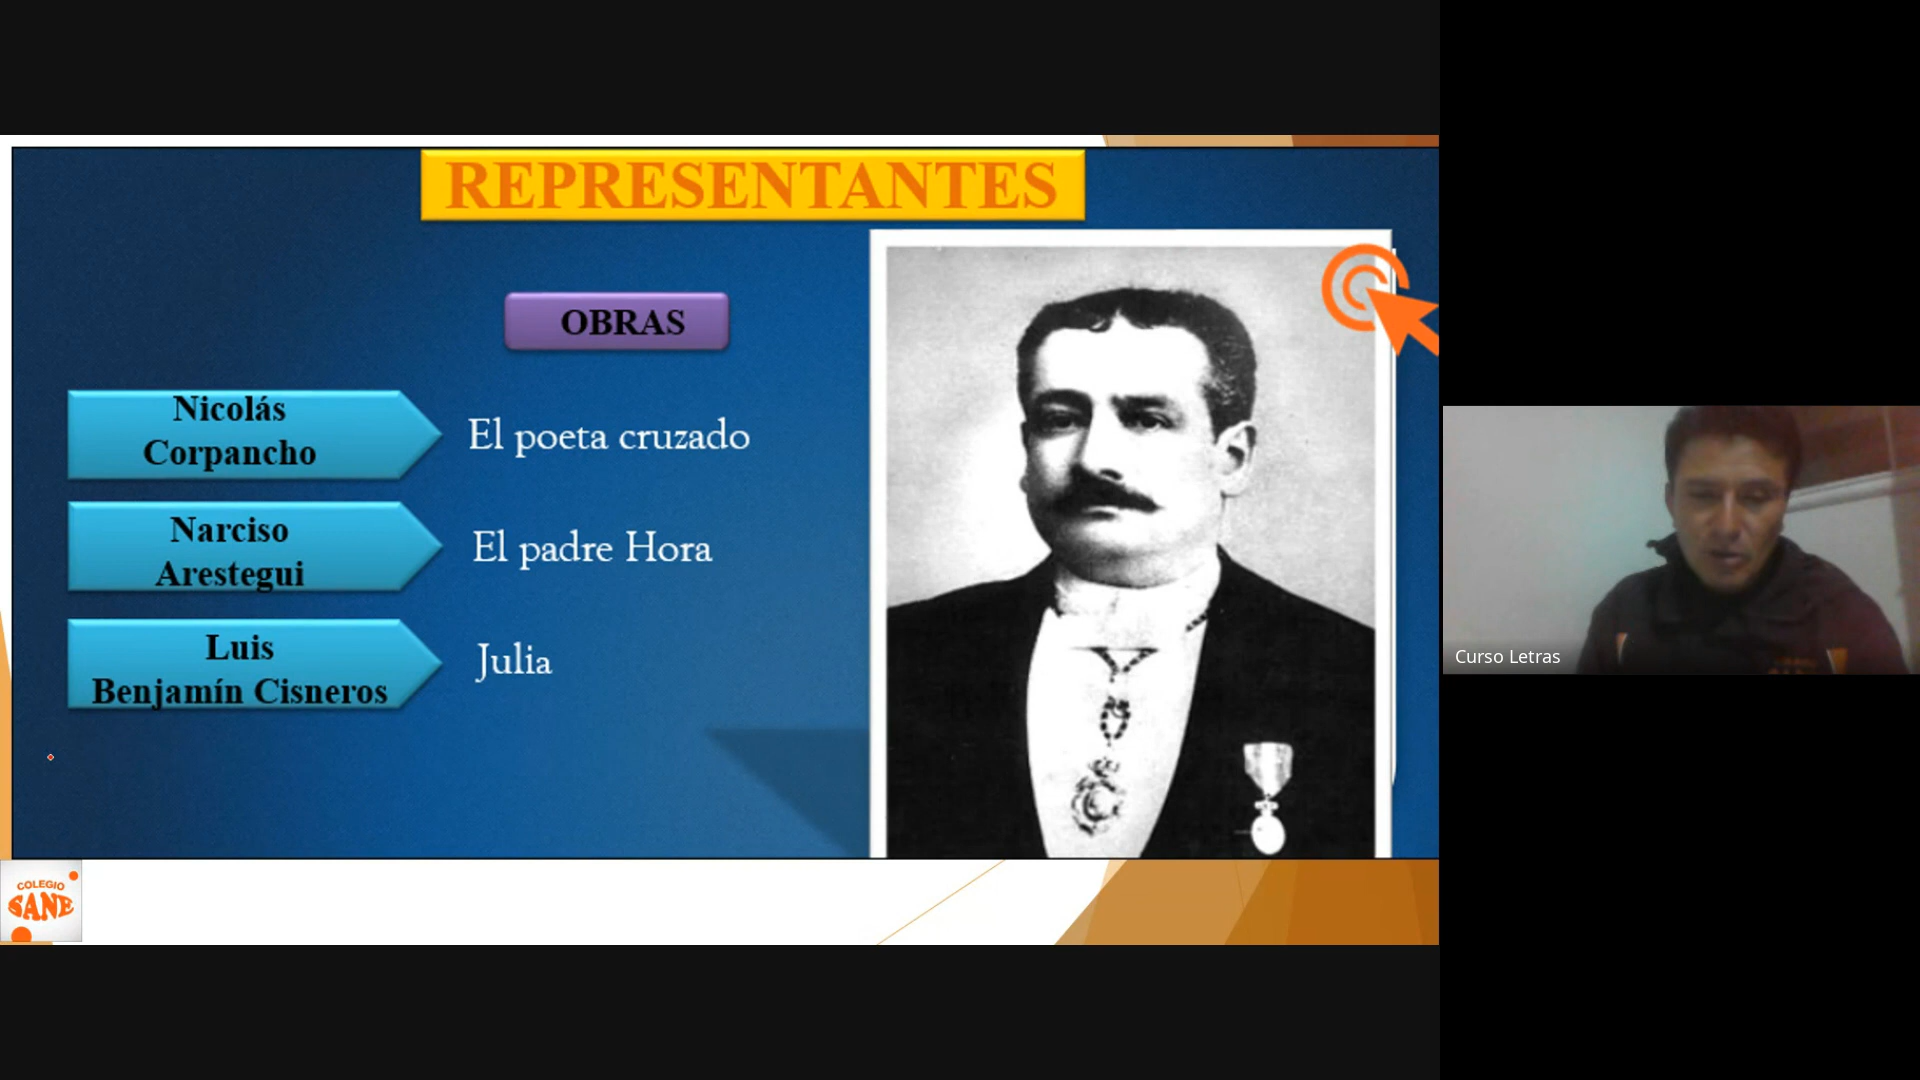 REPRESENTANTES
OBRAS
Nicolás
Corpancho
El poeta cruzado
Narciso
Arestegui
El padre Hora
Luis
Benjamín Cisneros
Julia
Curso Letras
COLEGIO
SANE